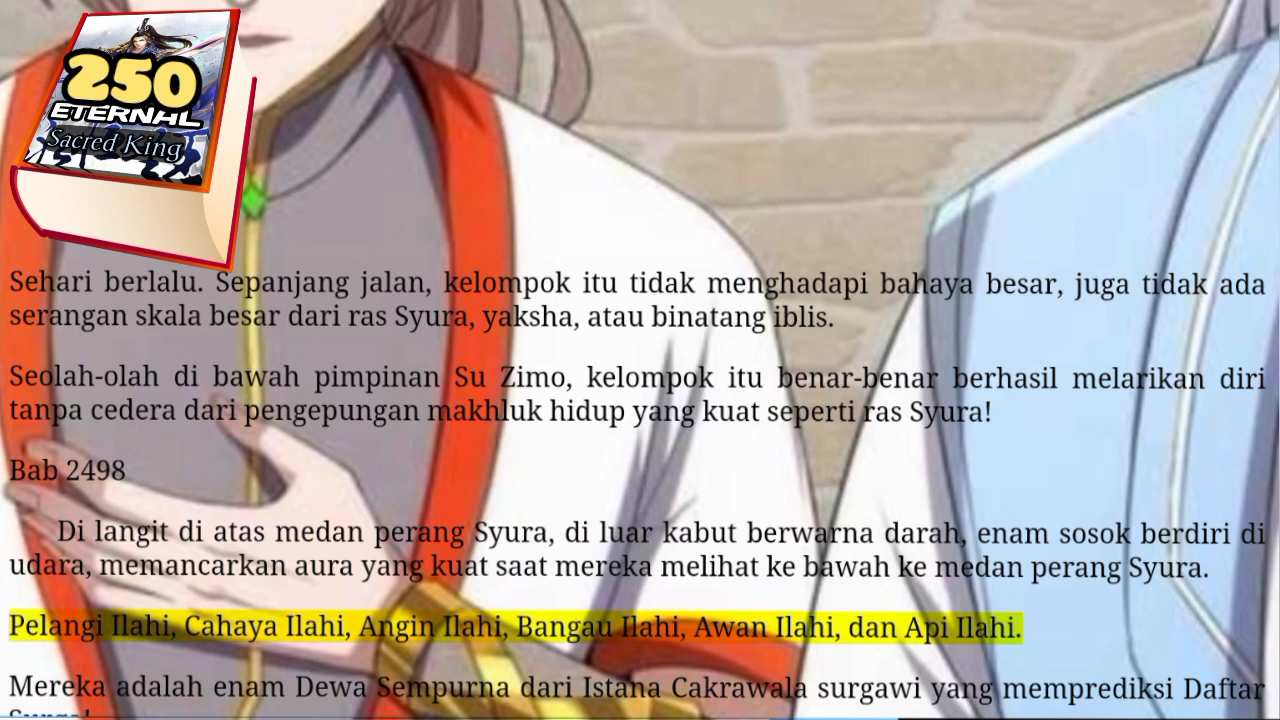 250
ETERNAL
Sacred King
Sehari berlalu. Sepanjang jalan, kelompok itu tidak menghadapi bahaya besar, juga tidak ada
serangan skala besar dari ras Syura, yaksha, atau binatang iblis.
Seolah-olah di bawah pimpinan Su Zimo, kelompok itu benar-benar berhasil melarikan diri
tanpa cedera dari pengepungan makhluk hidup yang kuat seperti ras Syura!
Bab 2498
Di langit di atas medan perang Syura, di luar kabut berwarna darah, enam sosok berdiri di
udara, memancarkan aura yang kuat saat mereka melihat ke bawah ke medan perang Syura.
Pelangi Ilahi, Cahaya Ilahi, Angin Ilahi, Bangau Ilahi, Awan Ilahi, dan Api Ilahi.
Mereka adalah enam Dewa Sempurna dari Istana Cakrawala surgawi yang memprediksi Daftar